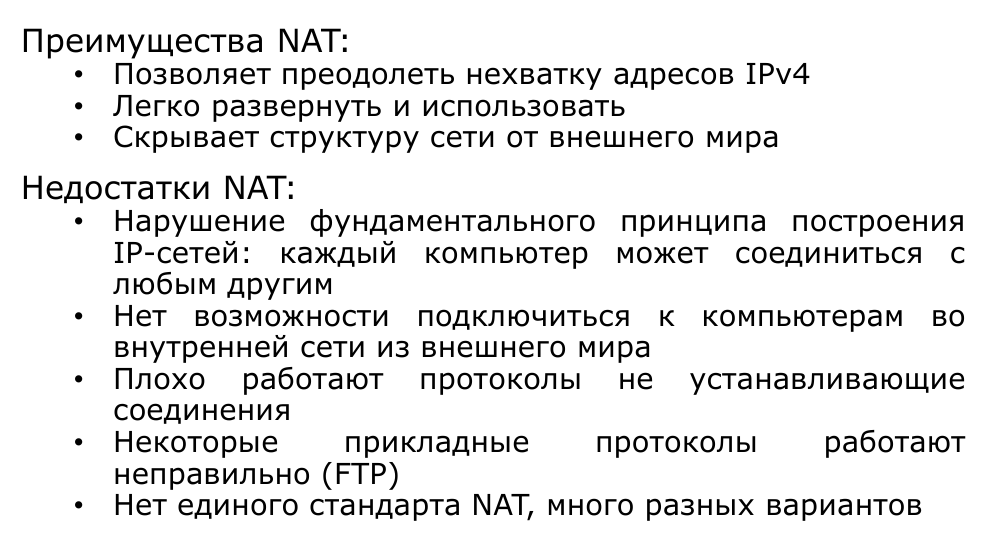 Преимущества NAT:
• Позволяет преодолеть нехватку адресов IPv4
• Легко развернуть и использовать
• Скрывает структуру сети от внешнего мира
Недостатки NAT:
• Нарушение фундаментального принципа построения
IP-сетей: каждый компьютер может соединиться с
любым другим
• Нет возможности подключиться к компьютерам во
внутренней сети из внешнего мира
• Плохо работают протоколы не устанавливающие
соединения
• Некоторые прикладные протоколы работают
неправильно (FTP)
• Нет единого стандарта NAT, много разных вариантов